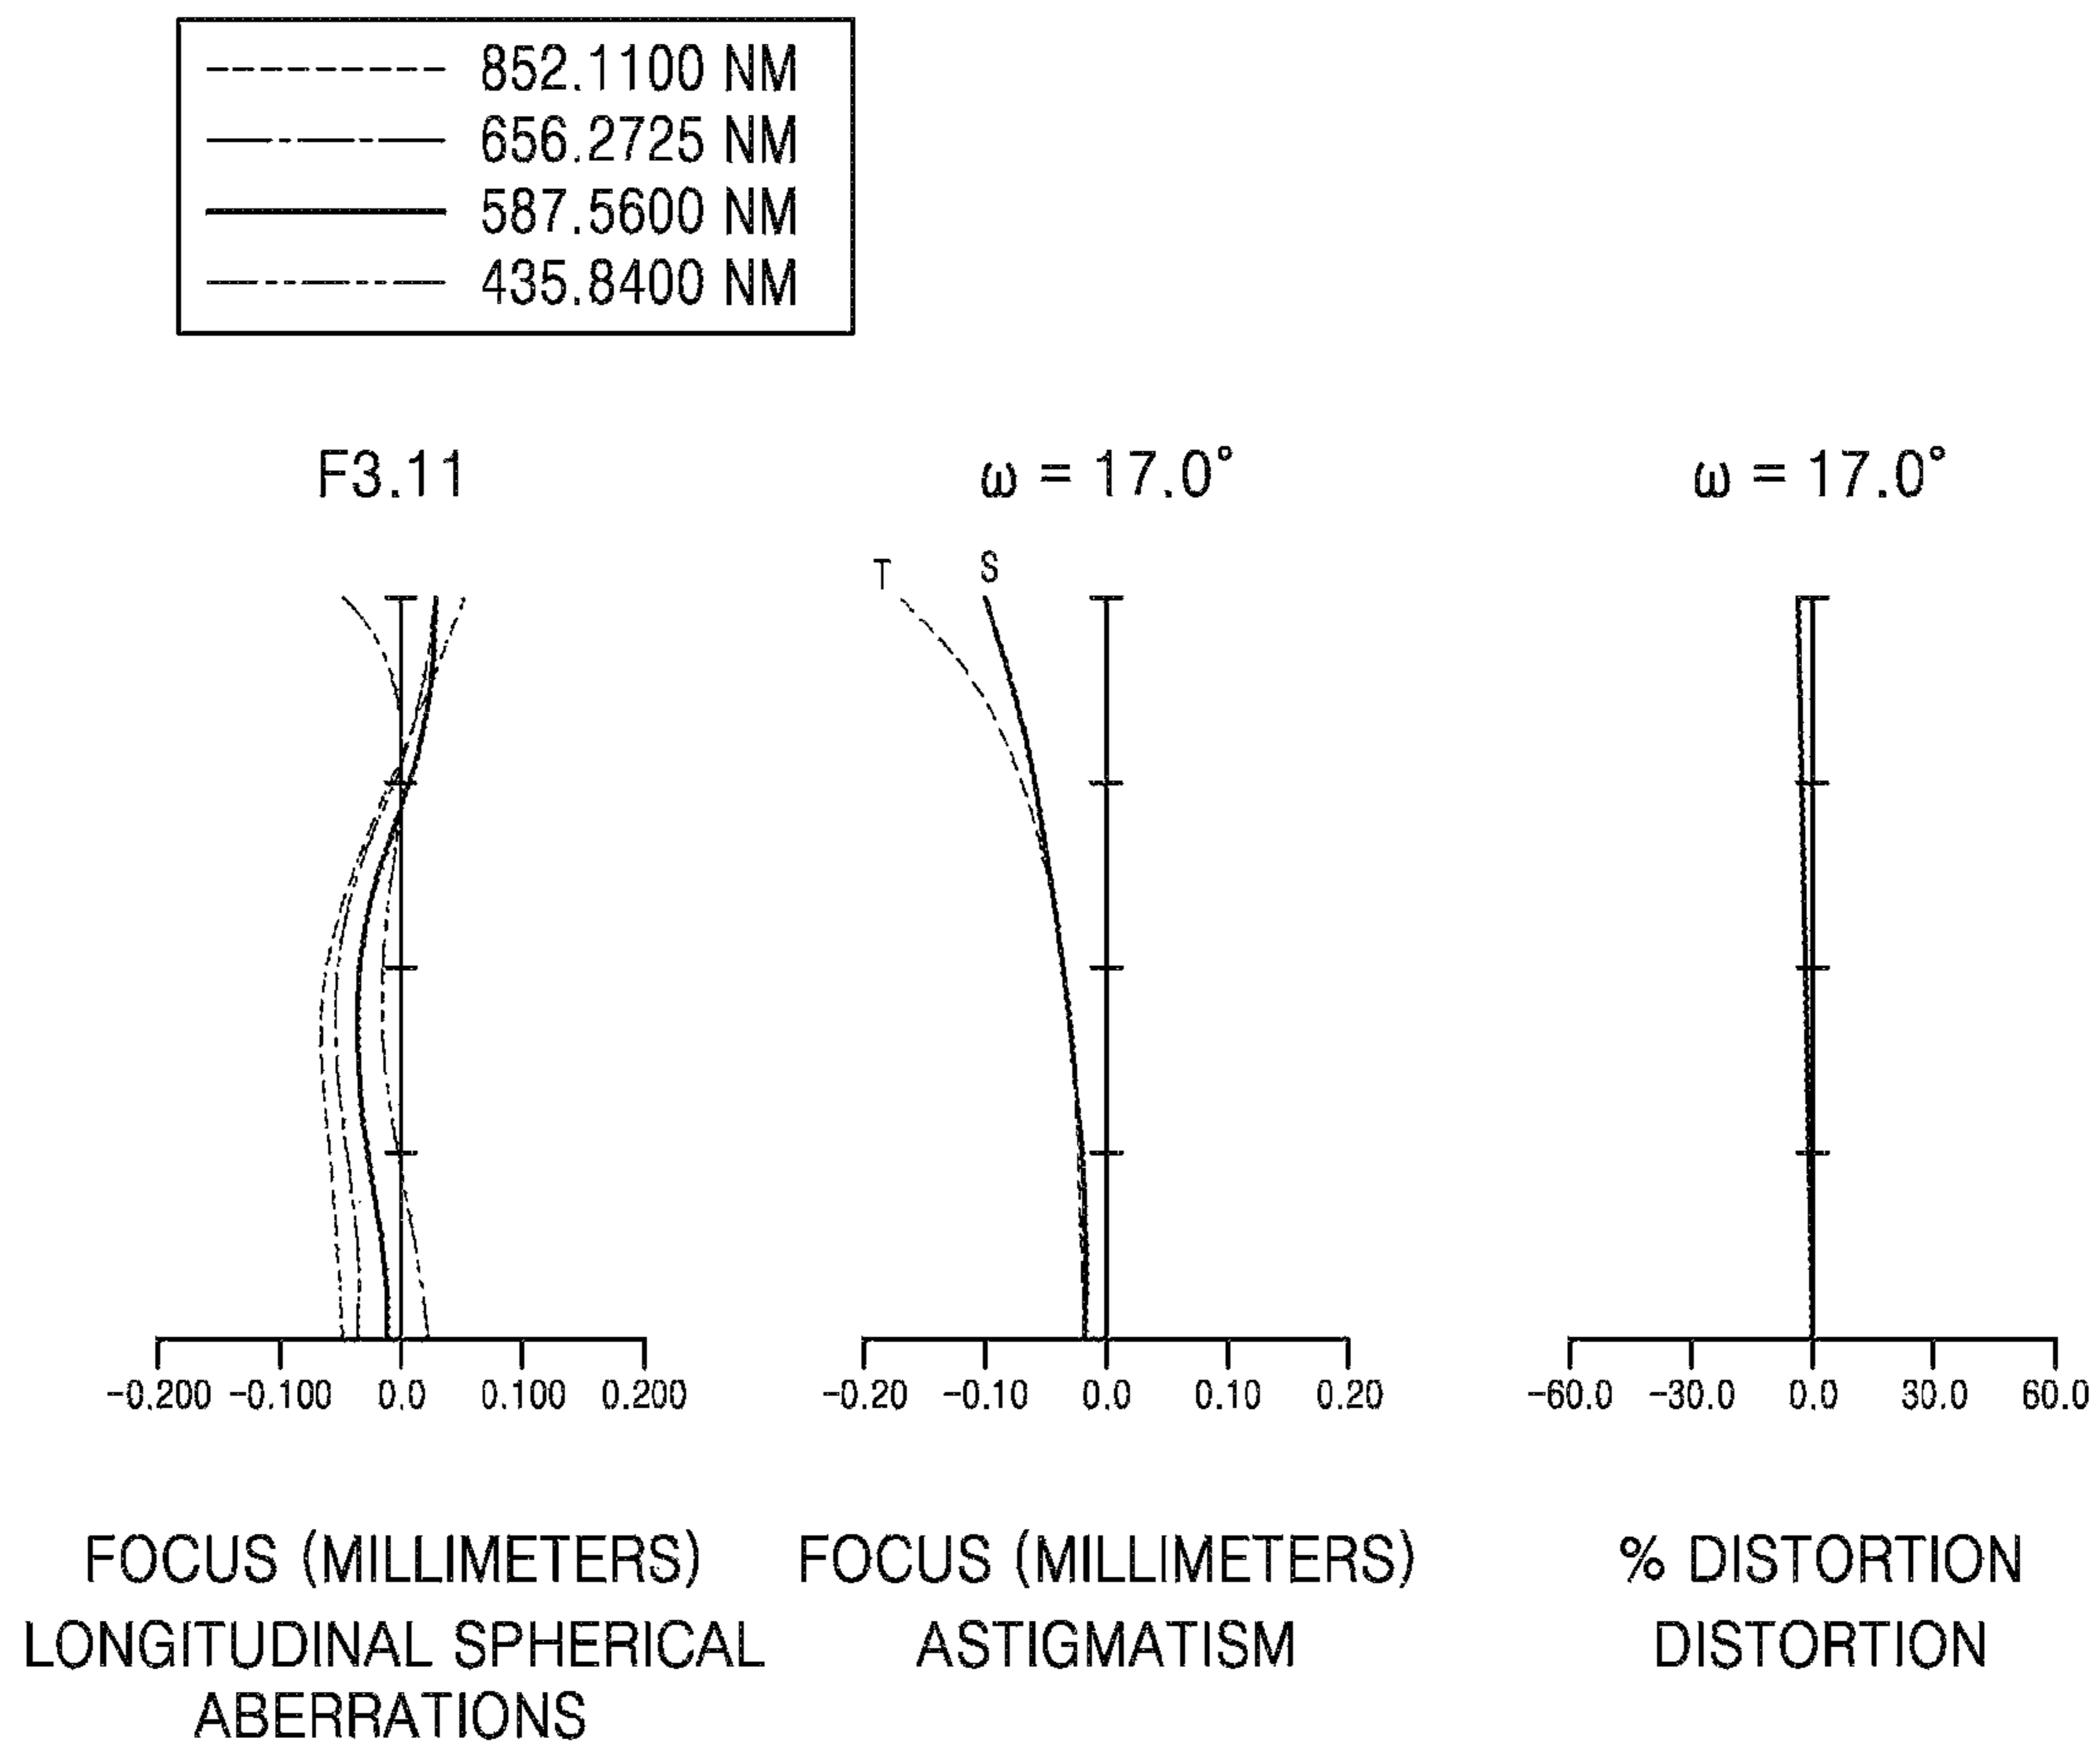 852.1100 NM
656.2725 NM
587.5600 NM
435.8400 NM
F3.11
ω = 17.0°
ω = 17.0°
T
S
-0.200 -0.100 0.0 0.100 0.200
-0.20 -0.10 0.0 0.10 0.20
-60.0 -30.0 0.0 30.0 60.0
FOCUS (MILLIMETERS)
LONGITUDINAL SPHERICAL
ABERRATIONS
FOCUS (MILLIMETERS)
ASTIGMATISM
% DISTORTION
DISTORTION